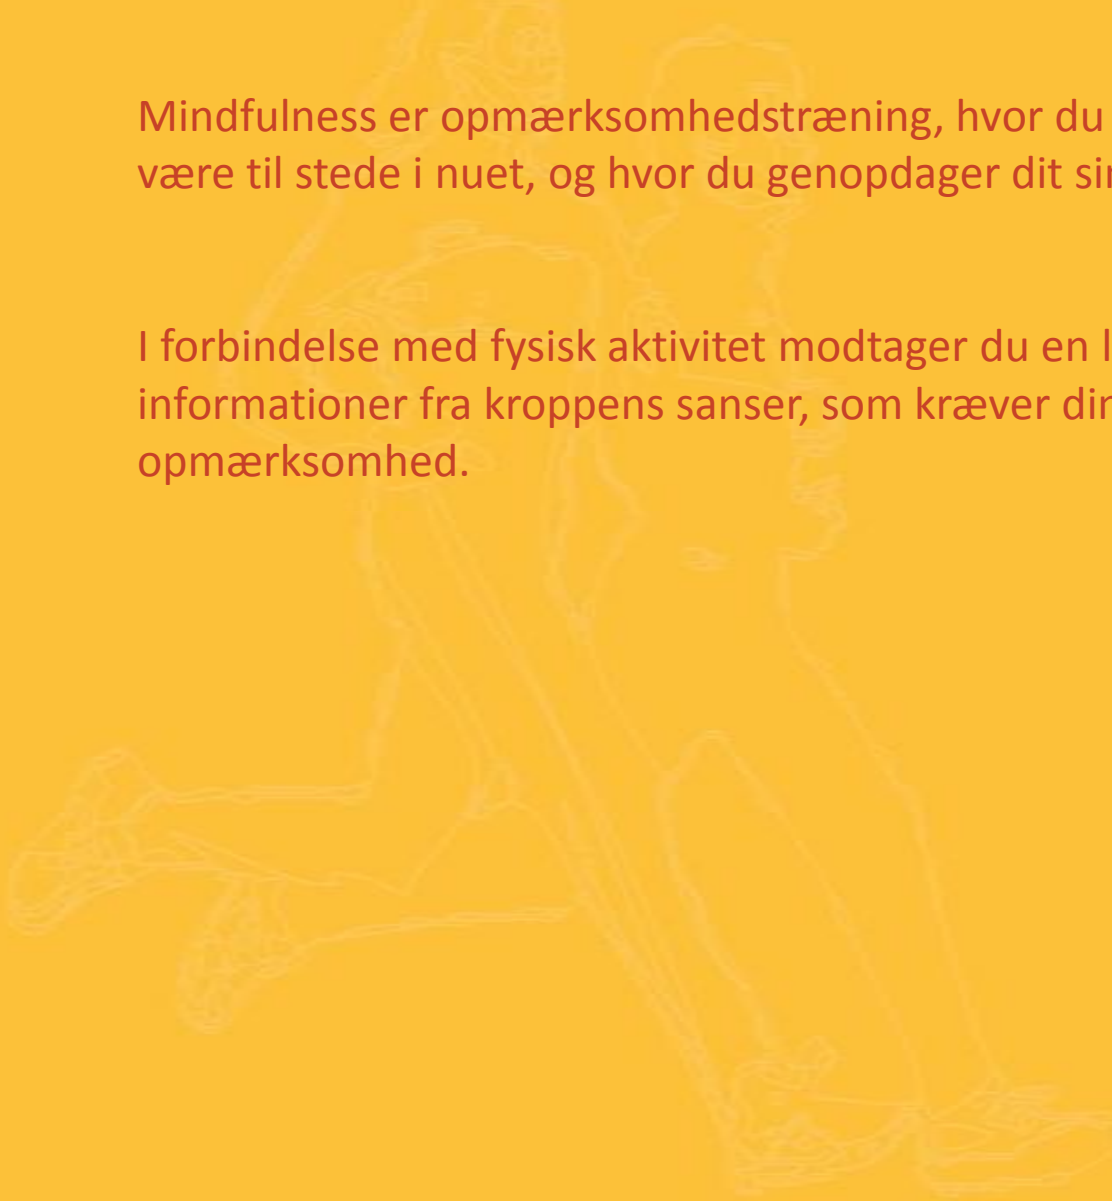 Mindfulness er opmærksomhedstræning, hvor du
være til stede i nuet, og hvor du genopdager dit
I forbindelse med fysisk aktivitet modtager du en
informationer fra kroppens sanser, som kræver
opmærksomhed.